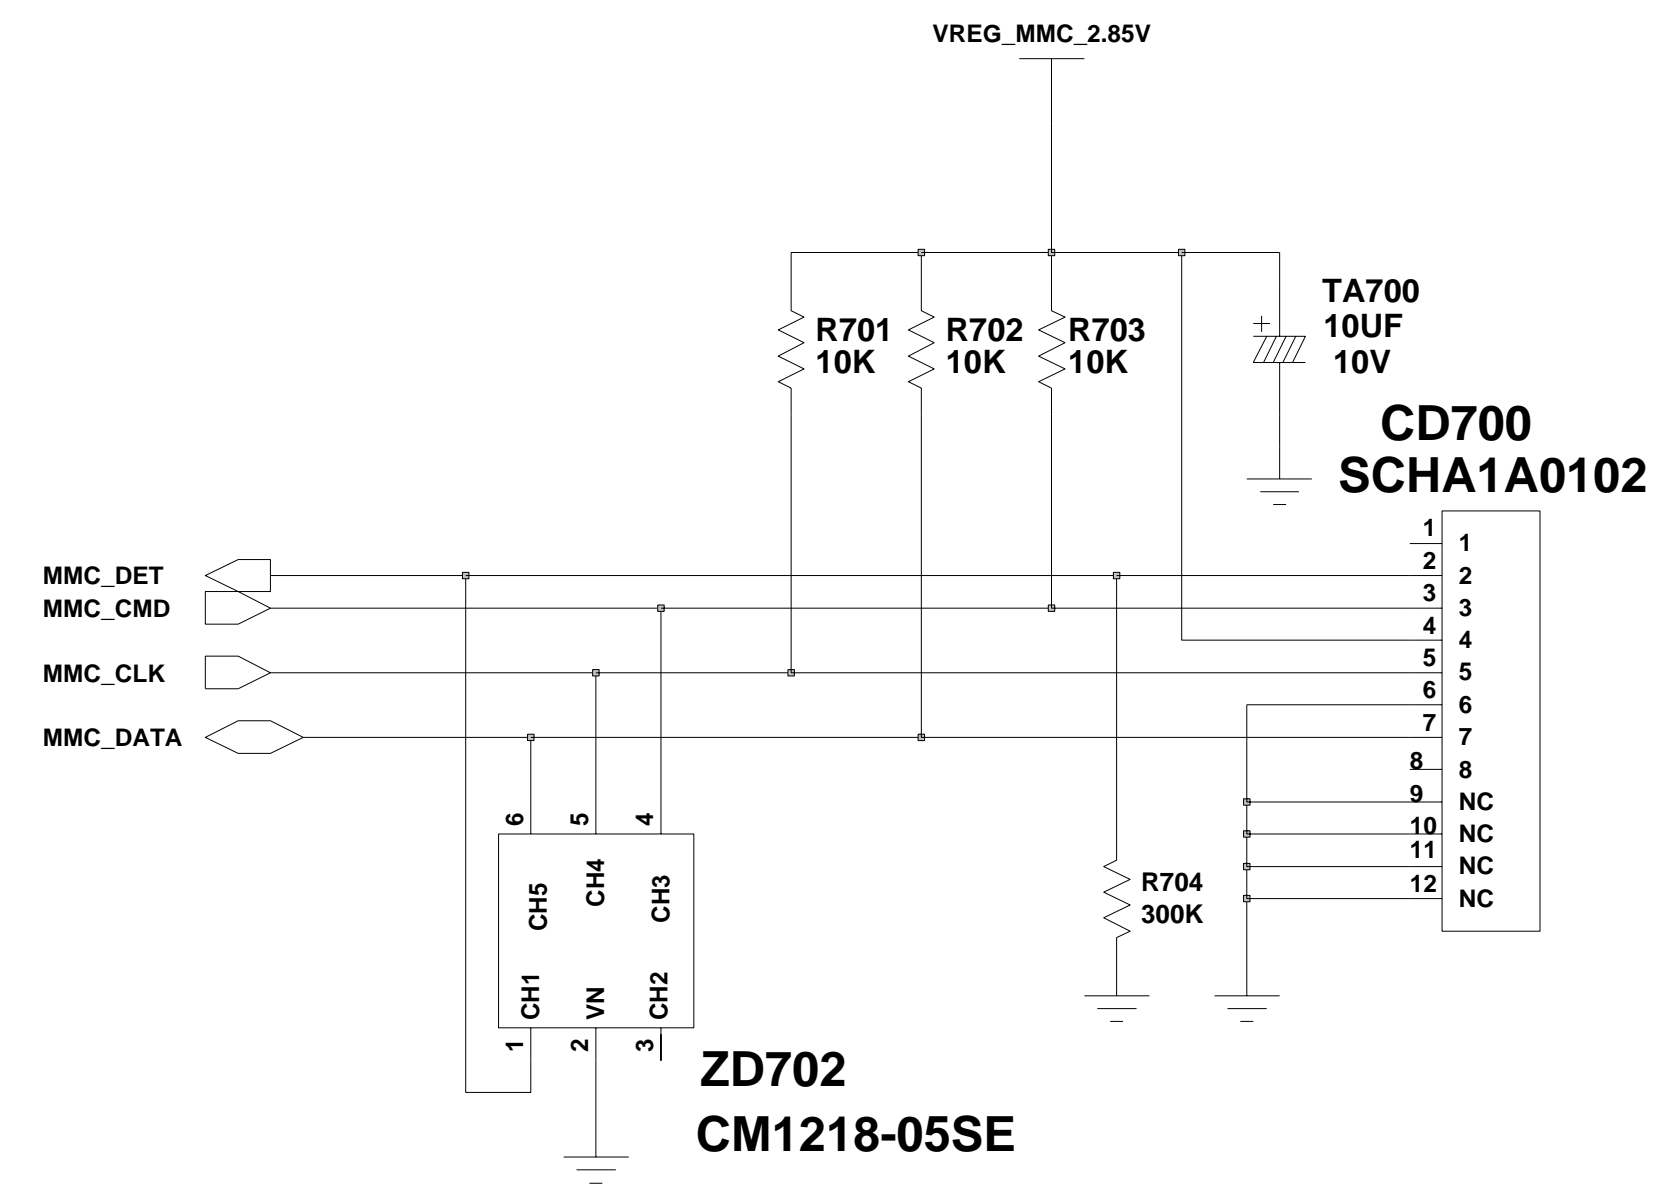 VREG_MMC_2.85V
TA700
10UF
10V
R701
10K
R702
10K
R703
10K
+
CD700
SCHA1A0102
MMC_DET
MMC_CMD
MMC_CLK
MMC_DATA
1 1
2 2
3 3
4 4
5 5
6 6
7 7
8 8
9 NC
10 NC
11 NC
12 NC
6 5 4
CH5 CH4 CH3
CH1 VN CH2
1 2 3
R704
300K
ZD702
CM1218-05SE